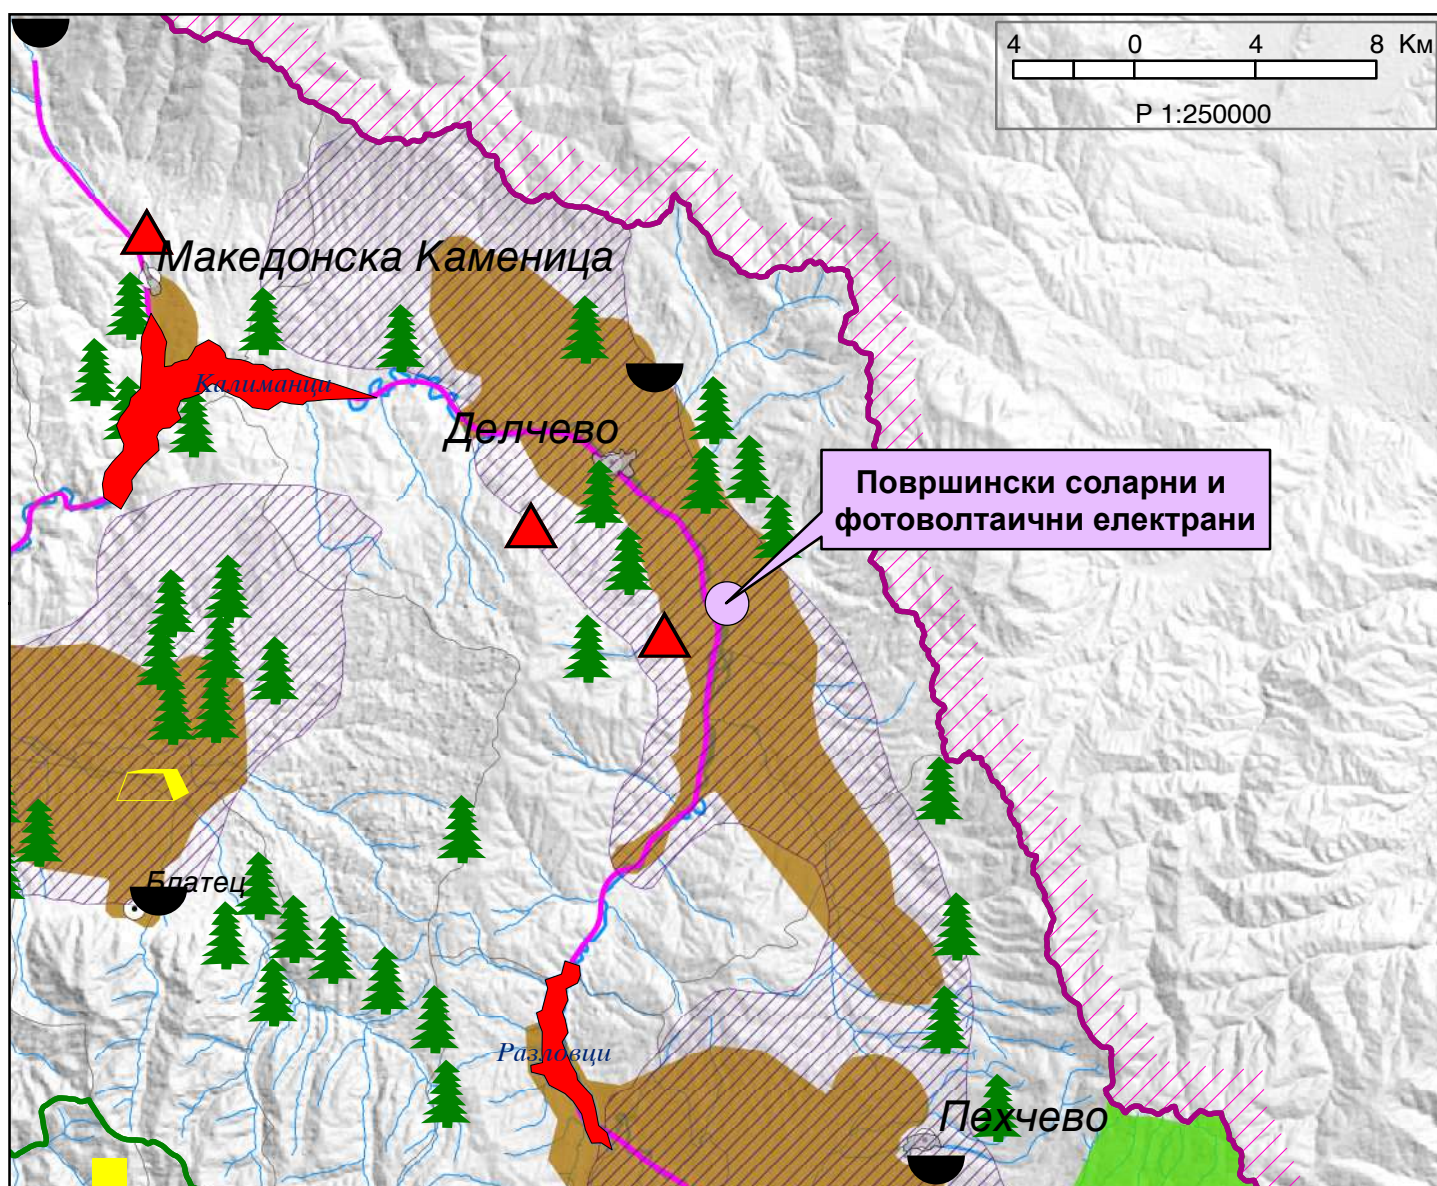 4 0 4 8 Км
Р 1:250000
Македонска Каменица
Калиманци
Делчево
Површински соларни и
фотоволтаични електрани
Блатец
Разловци
Пехчево